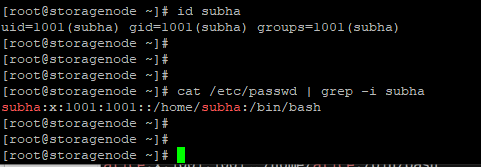 [root@storagenode ~]# id subha
uid=1001(subha) gid=1001(subha) groups=1001(subha)
[root@storagenode ~]#
[root@storagenode ~]#
[root@storagenode ~]#
[root@storagenode ~]# cat /etc/passwd | grep -i subha
subha:x:1001:1001::/home/subha:/bin/bash
[root@storagenode ~]#
[root@storagenode ~]#
[root@storagenode ~]#